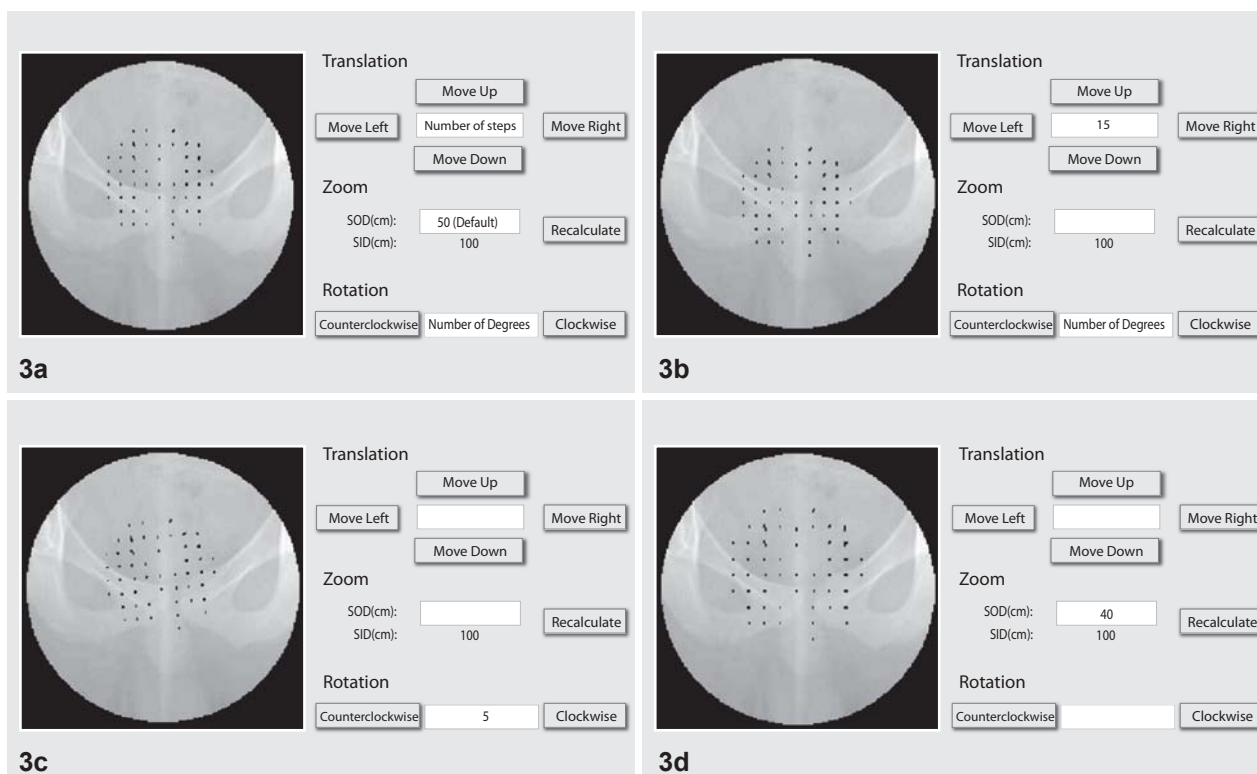 Translation
Move Up
Move Left Number of steps Move Right
Move Down
Zoom
SOD(cm): 50 (Default) Recalculate
SID(cm): 100
Rotation
Counterclockwise Number of Degrees Clockwise
3a
Translation
Move Up
Move Left 15 Move Right
Move Down
Zoom
SOD(cm): Recalculate
SID(cm): 100
Rotation
Counterclockwise Number of Degrees Clockwise
3b
Translation
Move Up
Move Left Move Right
Move Down
Zoom
SOD(cm): Recalculate
SID(cm): 100
Rotation
Counterclockwise 5 Clockwise
3c
Translation
Move Up
Move Left Move Right
Move Down
Zoom
SOD(cm): 40 Recalculate
SID(cm): 100
Rotation
Counterclockwise Clockwise
3d